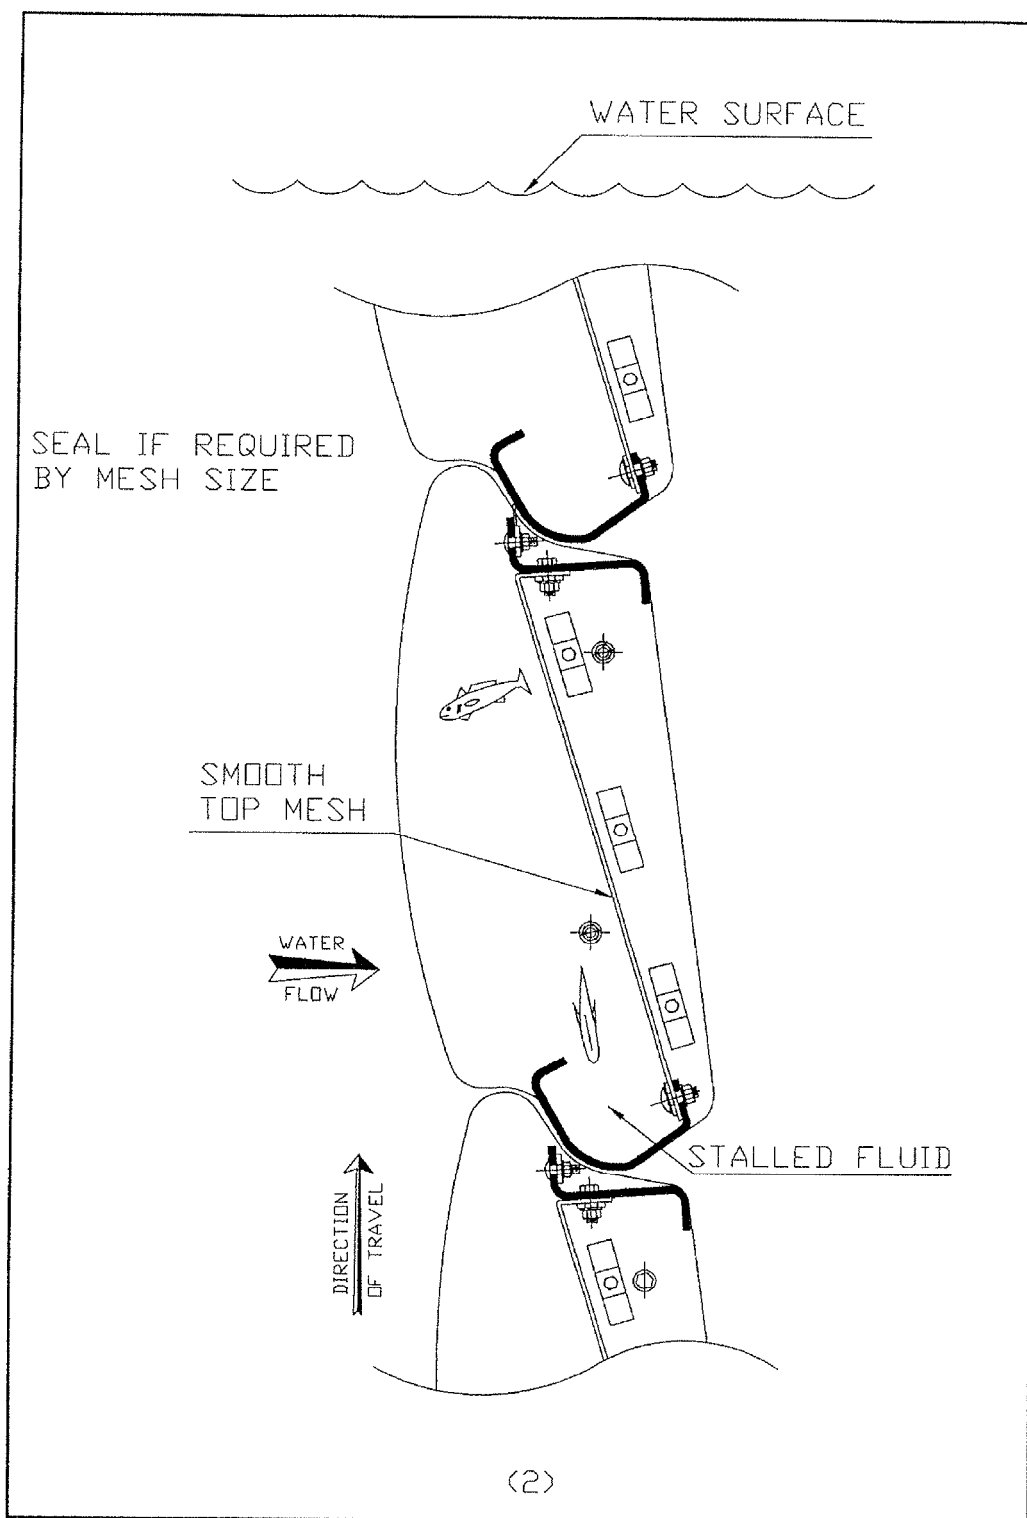 WATER SURFACE
SEAL IF REQUIRED
BY MESH SIZE
SMOOTH
TOP MESH
WATER
FLOW
STALLED FLUID
DIRECTION
OF TRAVEL
(2)